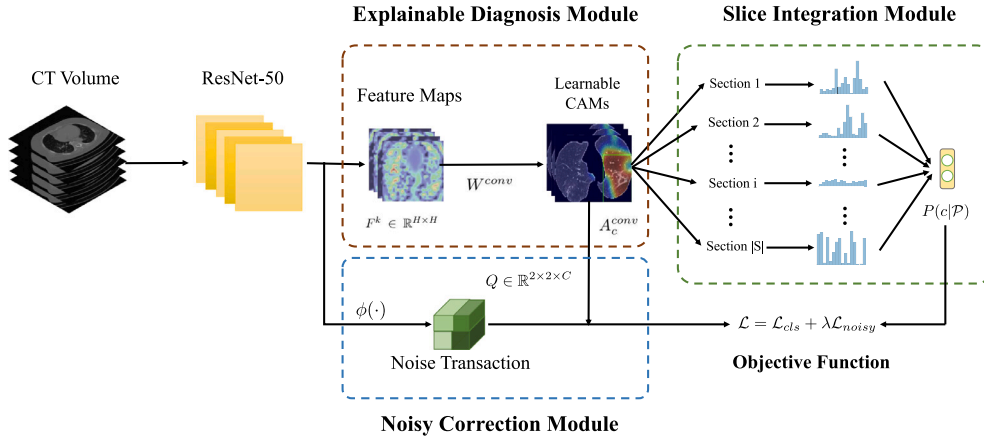 Explainable Diagnosis Module
Slice Integration Module
CT Volume
ResNet-50
Feature Maps
Learnable
CAMs
W^{conv}
F^k ∈ ℝ^{H×H}
A_c^{conv}
Section 1
Section 2
Section i
Section |S|
P(c|𝒫)
Q ∈ ℝ^{2×2×C}
ϕ(·)
Noise Transaction
ℒ = ℒ_{cls} + λℒ_{noisy}
Objective Function
Noisy Correction Module